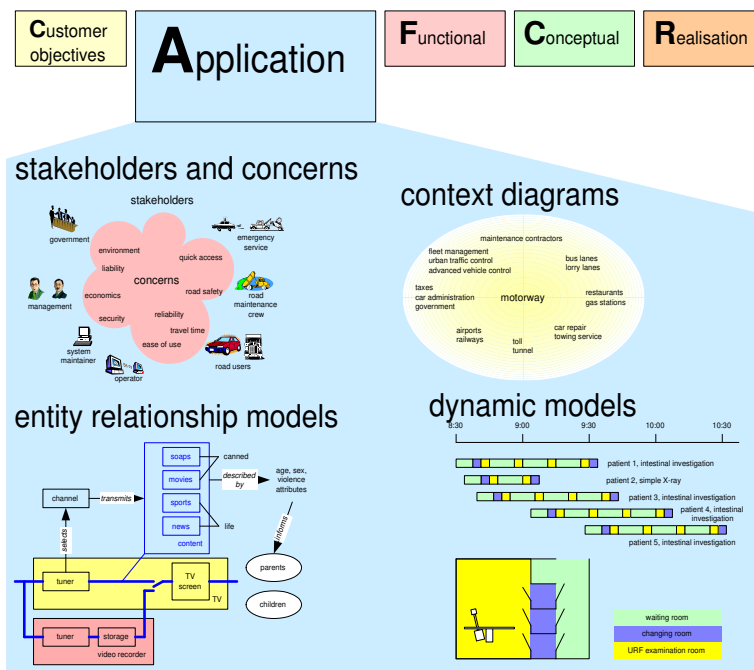 Customer
objectives
Application
Functional
Conceptual
Realisation
stakeholders and concerns
stakeholders
government
emergency
service
environment
quick access
liability
concerns
management
economics
road safety
road
maintenance
crew
security
reliability
travel time
ease of use
system
maintainer
operator
road users
context diagrams
maintenance contractors
fleet management
urban traffic control
advanced vehicle control
bus lanes
lorry lanes
taxes
car administration
government
motorway
restaurants
gas stations
airports
railways
toll
tunnel
car repair
towing service
entity relationship models
soaps
canned
movies
described
by
age, sex,
violence
attributes
channel
transmits
sports
news
life
content
selects
informs
parents
children
tuner
TV
screen
TV
tuner
storage
video recorder
dynamic models
8:30
9:00
9:30
10:00
10:30
patient 1, intestinal investigation
patient 2, simple X-ray
patient 3, intestinal investigation
patient 4, intestinal
investigation
patient 5, intestinal investigation
waiting room
changing room
URF examination room